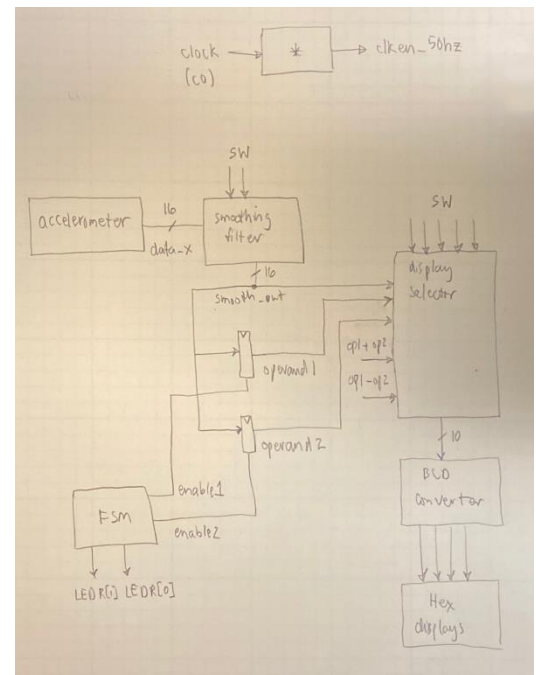 clock
(c0)
*
clken_50hz
SW
accelerometer
16
data_x
smoothing
filter
16
smooth_out
SW
display
selector
operand1
op1+op2
op1-op2
operand2
10
enable1
FSM
enable2
BCD
convertor
LEDR[1] LEDR[0]
Hex
displays